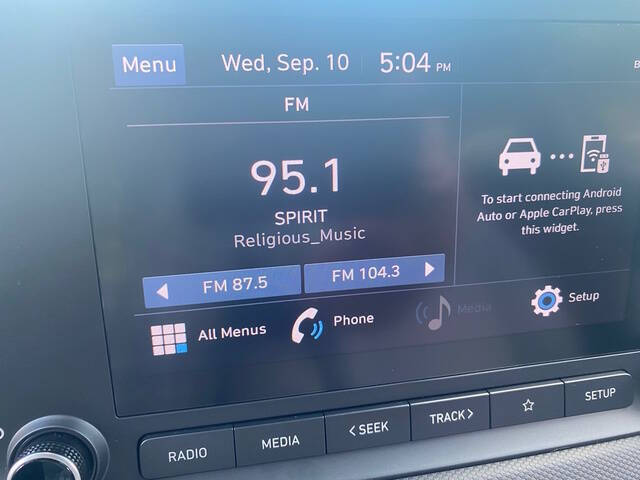 Menu
Wed, Sep. 10
5:04 PM
B
FM
95.1
SPIRIT
Religious_Music
FM 87.5
FM 104.3
To start connecting Android
Auto or Apple CarPlay, press
this widget.
All Menus
Phone
Media
Setup
RADIO
MEDIA
< SEEK
TRACK >
SETUP